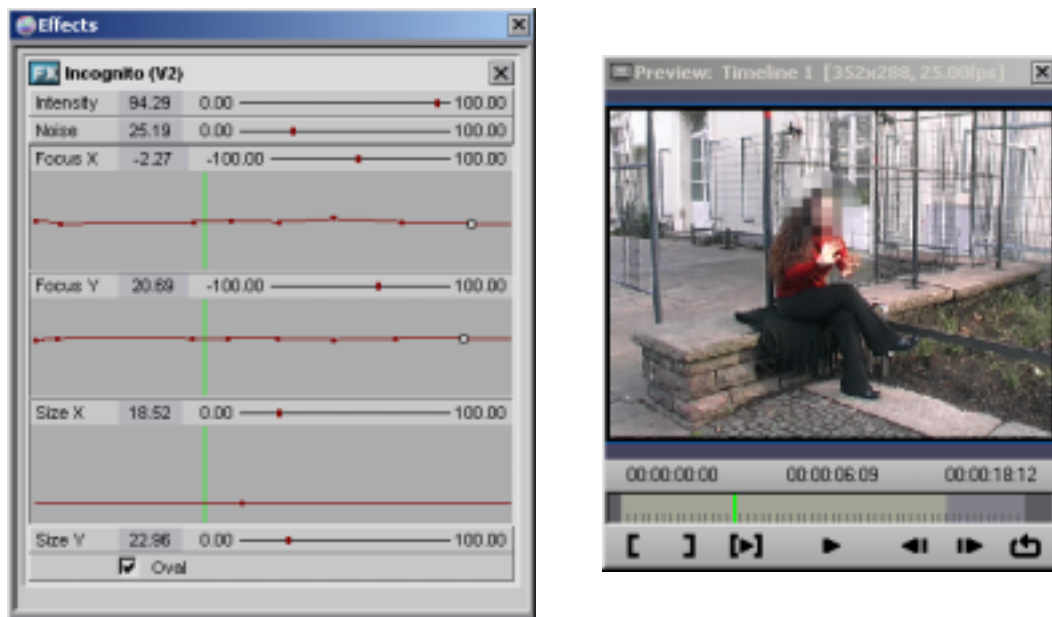 Effects
FX Incognito (V2)
Intensity 94.29 0.00 100.00
Noise 25.19 0.00 100.00
Focus X -2.27 -100.00 100.00
Focus Y 20.69 -100.00 100.00
Size X 18.52 0.00 100.00
Size Y 22.96 0.00 100.00
Oval
Preview: Timeline 1 [352x288, 25.00fps]
00:00:00:00 00:00:06:09 00:00:18:12